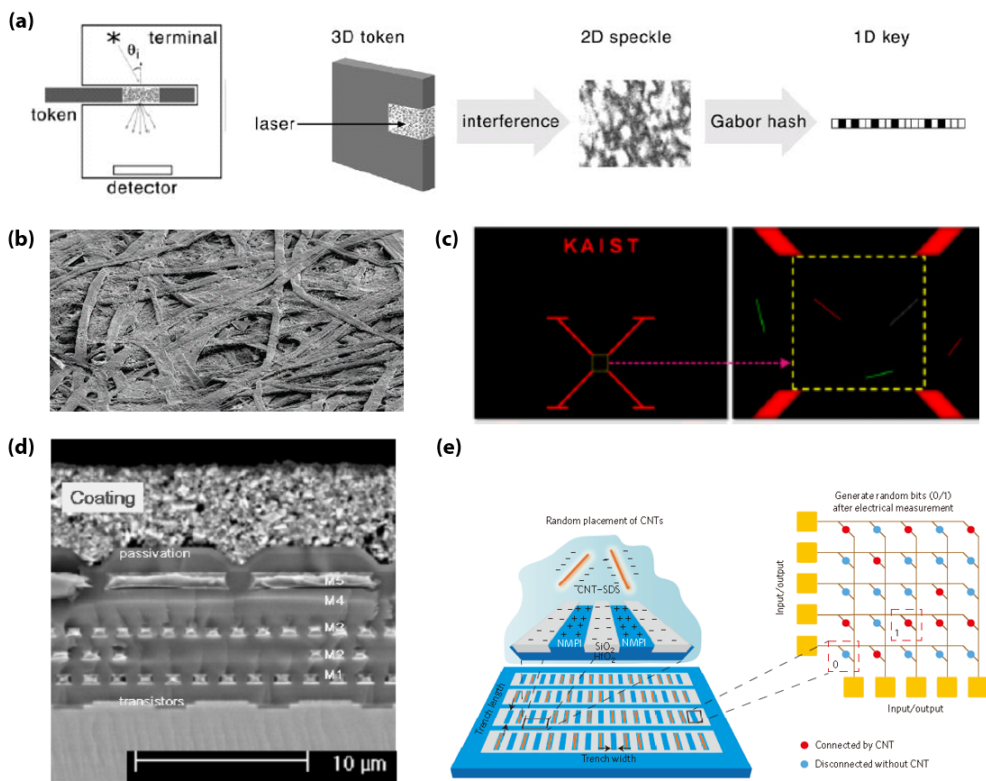 (a)
terminal
θi
token
detector
3D token
laser
interference
2D speckle
Gabor hash
1D key
(b)
(c)
KAIST
(d)
Coating
passivation
M5
M4
M3
M2
M1
transistors
10 µm
(e)
Random placement of CNTs
CNT–SDS
NMPI
SiO2
NMPI
HfO2
Trench length
Trench width
Generate random bits (0/1)
after electrical measurement
Input/output
1
0
Input/output
Connected by CNT
Disconnected without CNT